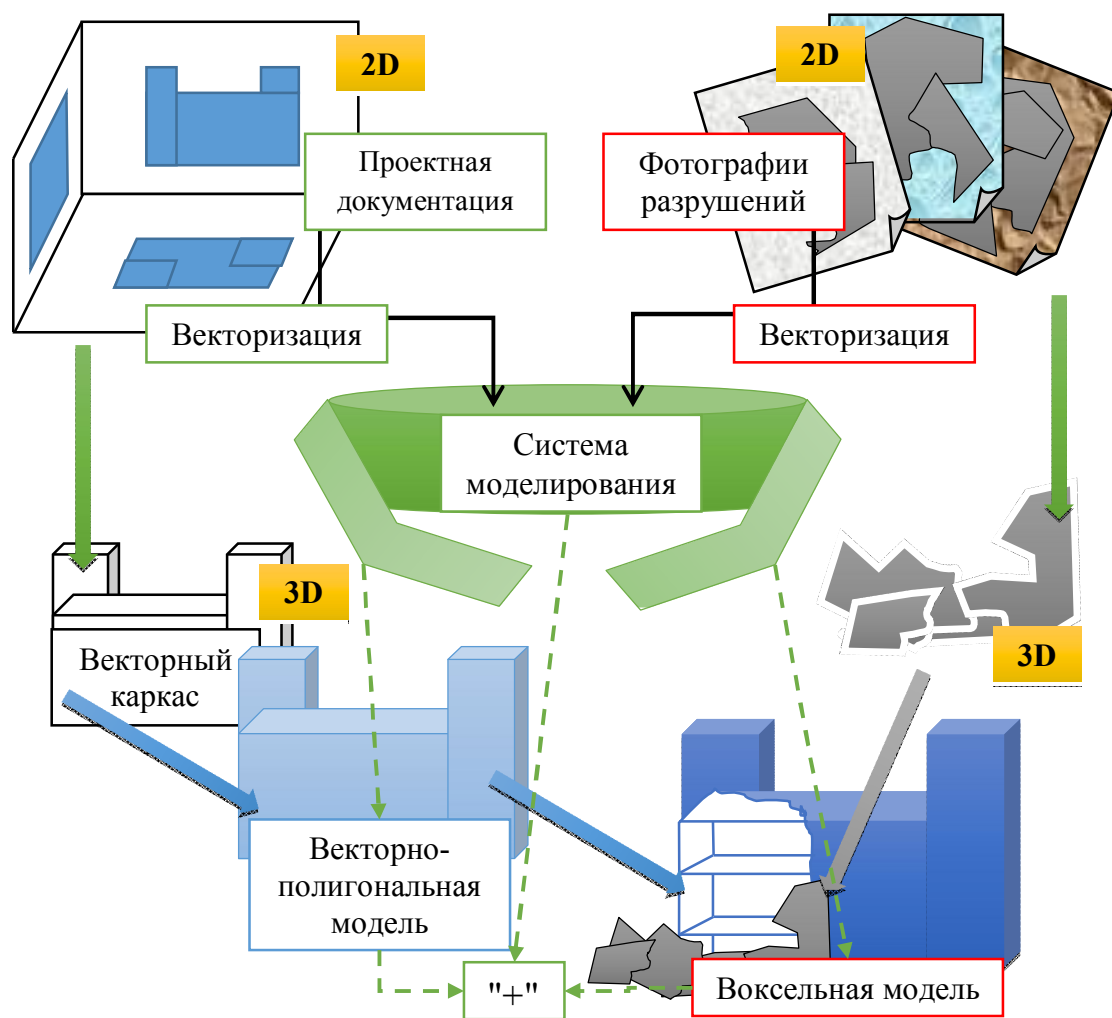 2D
2D
Проектная
документация
Фотографии
разрушений
Векторизация
Векторизация
Система
моделирования
3D
3D
Векторный
каркас
Векторно-
полигональная
модель
"+"
Воксельная модель